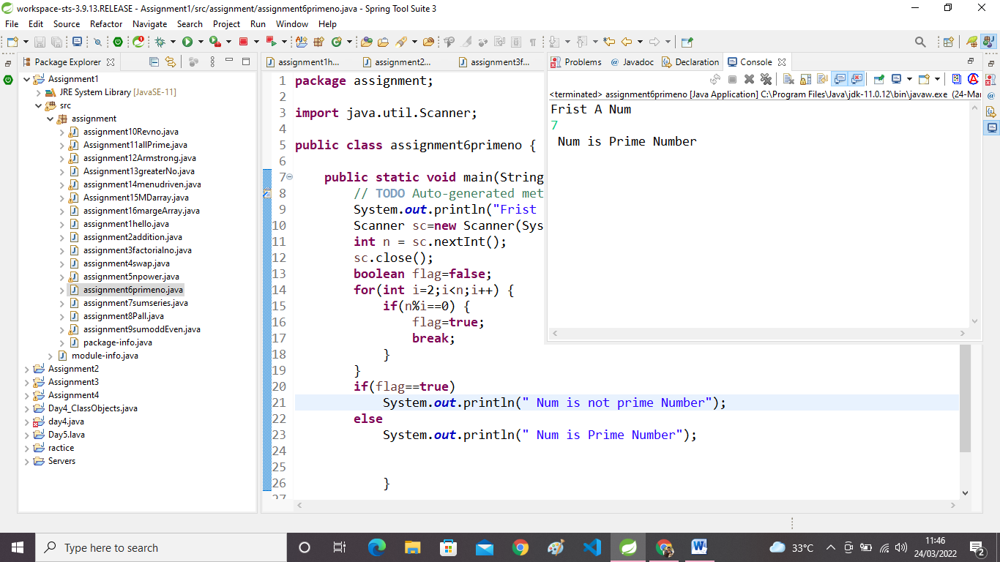 workspace-sts-3.9.13.RELEASE - Assignment1/src/assignment/assignment6primeno.java - Spring Tool Suite 3
File Edit Source Refactor Navigate Search Project Run Window Help
Package Explorer
Assignment1
JRE System Library [JavaSE-11]
src
assignment
assignment10Revno.java
Assignment11allPrime.java
assignment12Armstrong.java
Assignment13greaterNo.java
assignment14menudriven.java
Assignment15MDarray.java
assignment16margeArray.java
assignment1hello.java
assignment2addition.java
assignment3factorialno.java
assignment4swap.java
assignment5npower.java
assignment6primeno.java
assignment7sumseries.java
assignment8Pall.java
assignment9sumoddEven.java
package-info.java
module-info.java
Assignment2
Assignment3
Assignment4
Day4_ClassObjects.java
day4.java
Day5.lava
ractice
Servers
assignment1h... assignment2... assignment3f...
1 package assignment;
2
3 import java.util.Scanner;
4
5 public class assignment6primeno {
6
7 public static void main(String
8 // TODO Auto-generated met
9 System.out.println("Frist
10 Scanner sc=new Scanner(Sys
11 int n = sc.nextInt();
12 sc.close();
13 boolean flag=false;
14 for(int i=2;i<n;i++) {
15 if(n%i==0) {
16 flag=true;
17 break;
18 }
19 }
20 if(flag==true)
21 System.out.println(" Num is not prime Number");
22 else
23 System.out.println(" Num is Prime Number");
24
25
26 }
27
Problems Javadoc Declaration Console
<terminated> assignment6primeno [Java Application] C:\Program Files\Java\jdk-11.0.12\bin\javaw.exe (24-Mar
Frist A Num
7
Num is Prime Number
Type here to search
33°C
11:46
24/03/2022
2